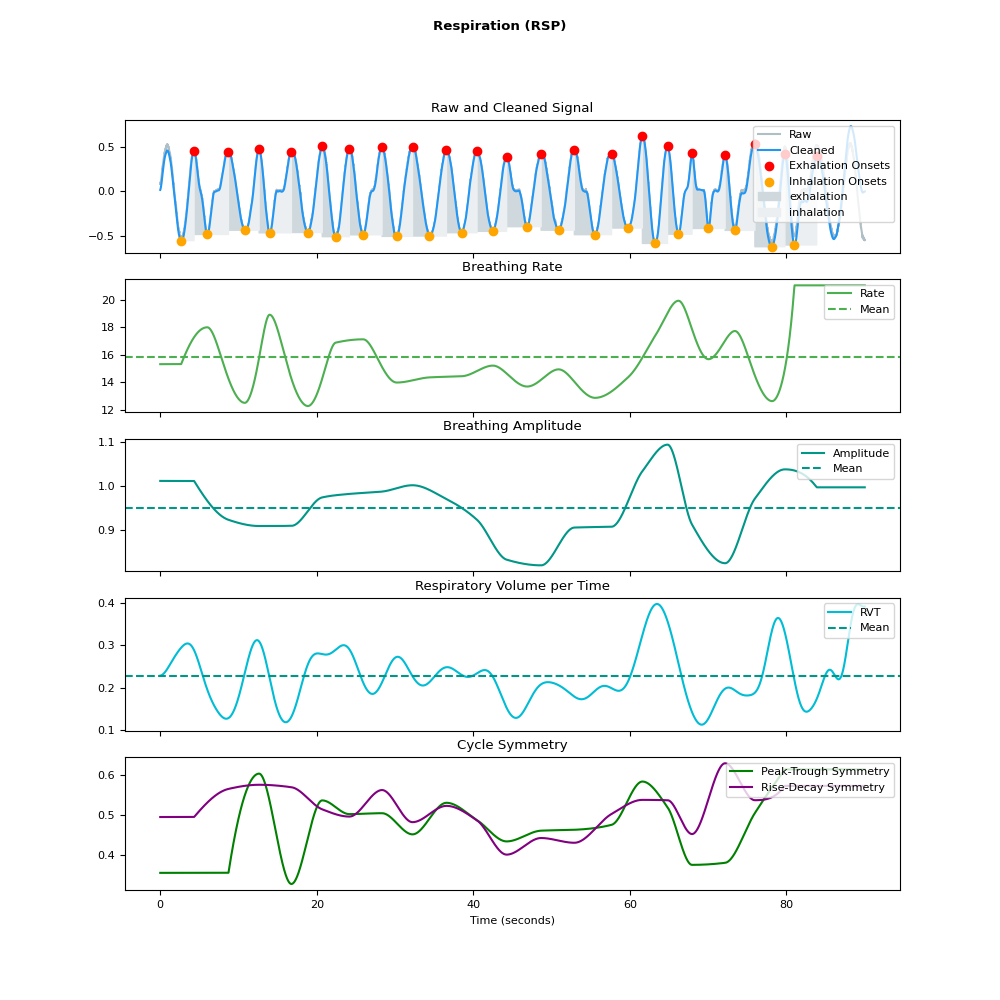 Respiration (RSP)
Raw and Cleaned Signal
0.5
0.0
−0.5
Raw
Cleaned
Exhalation Onsets
Inhalation Onsets
exhalation
inhalation
Breathing Rate
20
18
16
14
12
Rate
Mean
Breathing Amplitude
1.1
1.0
0.9
Amplitude
Mean
Respiratory Volume per Time
0.4
0.3
0.2
0.1
RVT
Mean
Cycle Symmetry
0.6
0.5
0.4
Peak-Trough Symmetry
Rise-Decay Symmetry
0 20 40 60 80
Time (seconds)